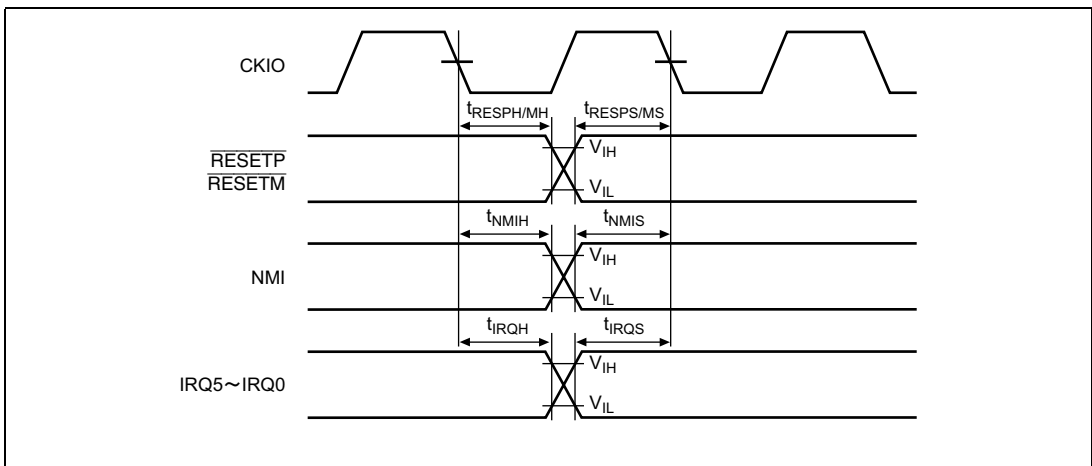 CKIO
tRESPH/MH tRESPS/MS
RESETP
RESETM
VIH
VIL
tNMIH tNMIS
NMI
VIH
VIL
tIRQH tIRQS
IRQ5～IRQ0
VIH
VIL